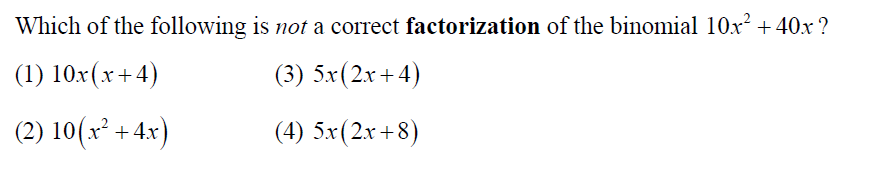 Which of the following is not a correct factorization of the binomial 10x² + 40x ?
(1) 10x(x+4) (3) 5x(2x+4)
(2) 10(x² + 4x) (4) 5x(2x+8)